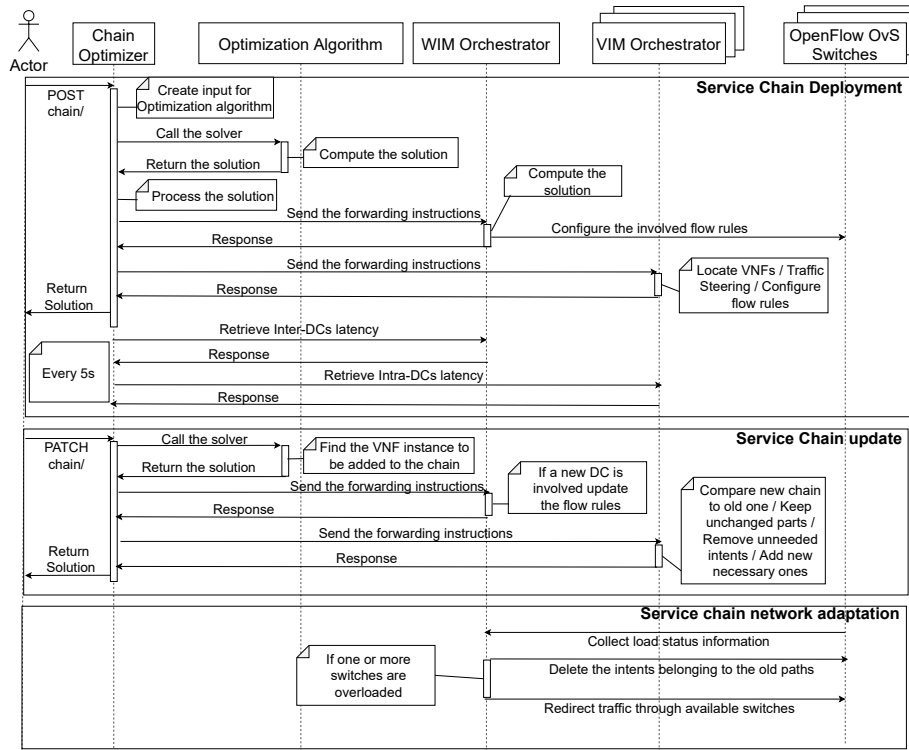 Actor
Chain
Optimizer
Optimization Algorithm
WIM Orchestrator
VIM Orchestrator
OpenFlow OvS
Switches
Service Chain Deployment
POST
chain/
Create input for
Optimization algorithm
Call the solver
Return the solution
Compute the solution
Process the solution
Compute the
solution
Send the forwarding instructions
Response
Configure the involved flow rules
Send the forwarding instructions
Response
Locate VNFs / Traffic
Steering / Configure
flow rules
Return
Solution
Retrieve Inter-DCs latency
Response
Every 5s
Retrieve Intra-DCs latency
Response
Service Chain update
PATCH
chain/
Call the solver
Return the solution
Find the VNF instance to
be added to the chain
Send the forwarding instructions
Response
If a new DC is
involved update
the flow rules
Send the forwarding instructions
Response
Compare new chain
to old one / Keep
unchanged parts /
Remove unneeded
intents / Add new
necessary ones
Return
Solution
Service chain network adaptation
Collect load status information
If one or more
switches are
overloaded
Delete the intents belonging to the old paths
Redirect traffic through available switches